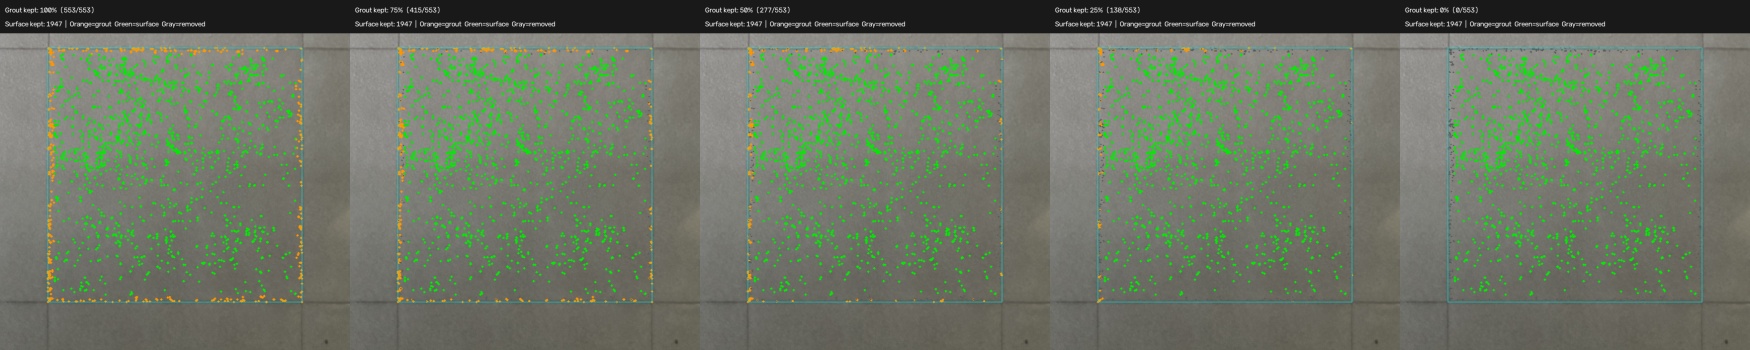 Grout kept: 100% (553/553)
Surface kept: 1947 | Orange=grout Green=surface Gray=removed
Grout kept: 75% (415/553)
Surface kept: 1947 | Orange=grout Green=surface Gray=removed
Grout kept: 50% (277/553)
Surface kept: 1947 | Orange=grout Green=surface Gray=removed
Grout kept: 25% (138/553)
Surface kept: 1947 | Orange=grout Green=surface Gray=removed
Grout kept: 0% (0/553)
Surface kept: 1947 | Orange=grout Green=surface Gray=removed